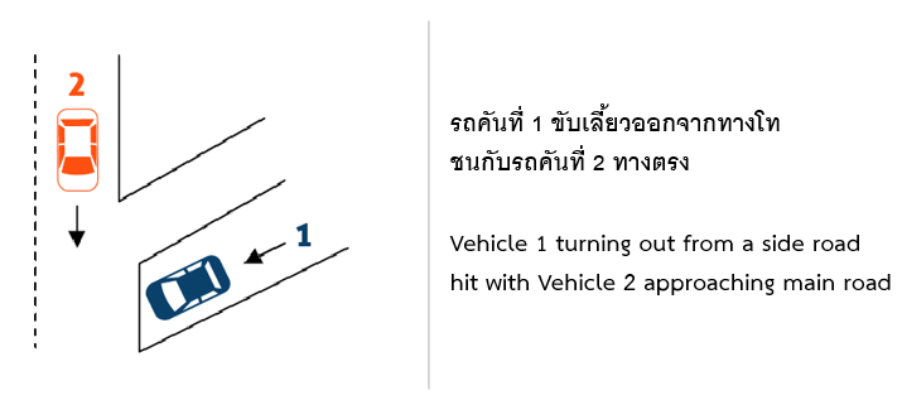 2
1
รถคันที่ 1 ขับเลี้ยวออกจากทางโท
ชนกับรถคันที่ 2 ทางตรง
Vehicle 1 turning out from a side road
hit with Vehicle 2 approaching main road